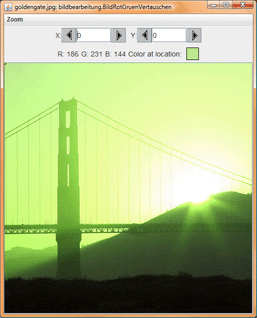 goldengate.jpg: bildbearbeitung.BildRotGruenVertauschen
Zoom
X: 0 Y: 0
R: 186 G: 231 B: 144 Color at location: